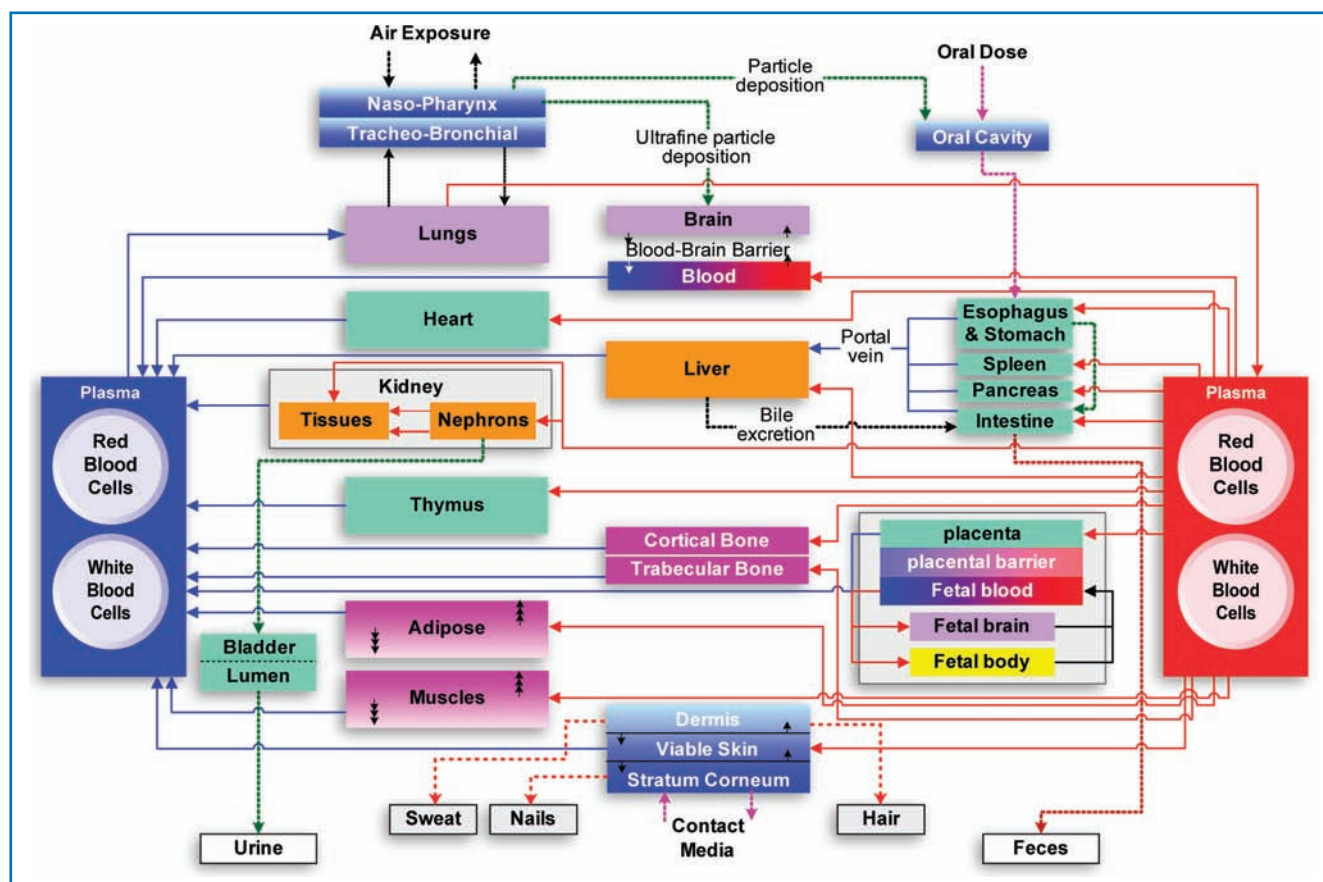 Air Exposure
Particle
deposition
Oral Dose
Naso-Pharynx
Tracheo-Bronchial
Ultrafine particle
deposition
Oral Cavity
Lungs
Brain
Blood-Brain Barrier
Blood
Heart
Esophagus
& Stomach
Portal
vein
Liver
Spleen
Pancreas
Intestine
Kidney
Tissues
Nephrons
Bile
excretion
Plasma
Red
Blood
Cells
White
Blood
Cells
Plasma
Red
Blood
Cells
White
Blood
Cells
Thymus
Cortical Bone
Trabecular Bone
placenta
placental barrier
Fetal blood
Fetal brain
Fetal body
Adipose
Bladder
Lumen
Muscles
Dermis
Viable Skin
Stratum Corneum
Sweat
Nails
Contact
Media
Hair
Urine
Feces